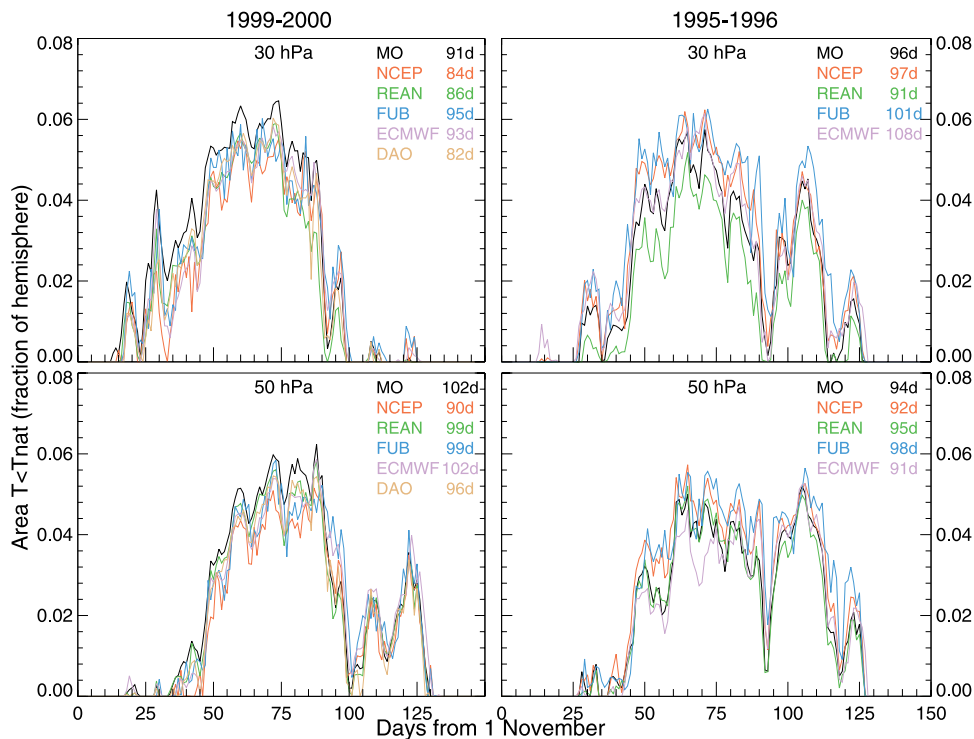 1999-2000
1995-1996
0.08
30 hPa
MO 91d
NCEP 84d
REAN 86d
FUB 95d
ECMWF 93d
DAO 82d
0.06
0.04
0.02
0.00
30 hPa
MO 96d
NCEP 97d
REAN 91d
FUB 101d
ECMWF 108d
0.08
0.06
0.04
0.02
0.00
Area T<Tnat (fraction of hemisphere)
0.08
50 hPa
MO 102d
NCEP 90d
REAN 99d
FUB 99d
ECMWF 102d
DAO 96d
0.06
0.04
0.02
0.00
50 hPa
MO 94d
NCEP 92d
REAN 95d
FUB 98d
ECMWF 91d
0.08
0.06
0.04
0.02
0.00
0 25 50 75 100 125
0 25 50 75 100 125 150
Days from 1 November